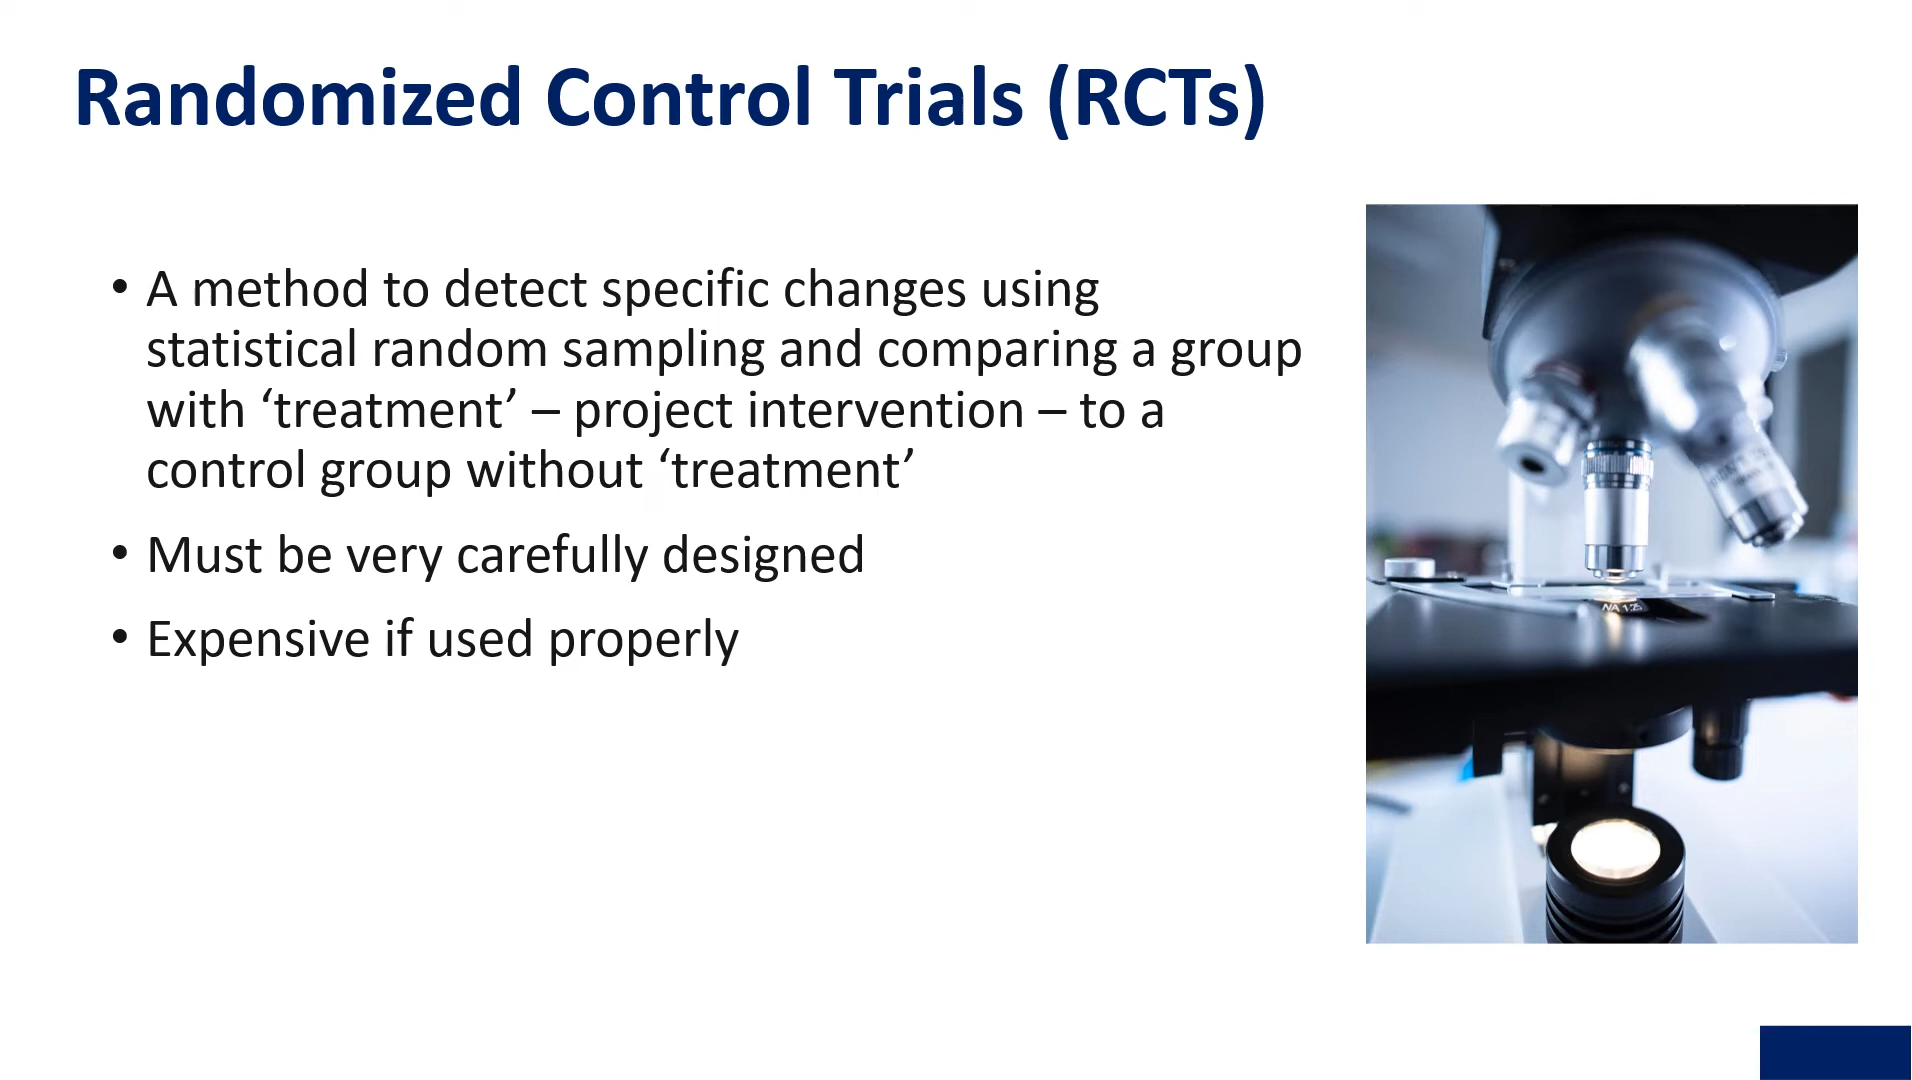 Randomized Control Trials (RCTs)
• A method to detect specific changes using
statistical random sampling and comparing a group
with ‘treatment’ – project intervention – to a
control group without ‘treatment’
• Must be very carefully designed
• Expensive if used properly